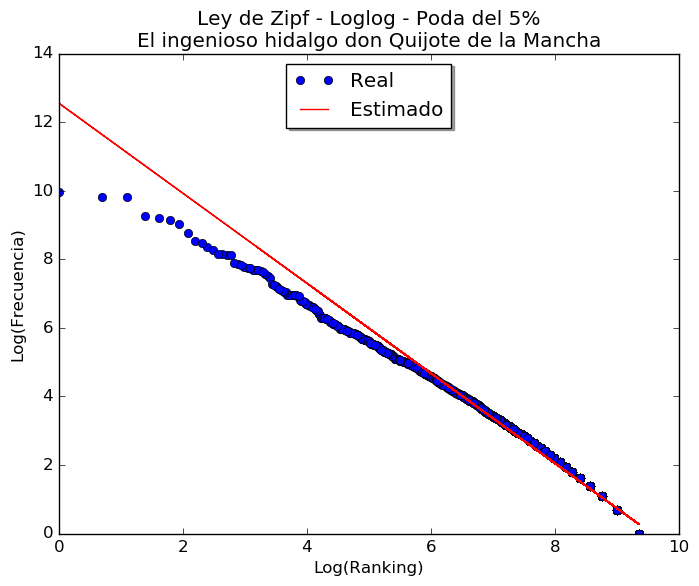 Ley de Zipf - Loglog - Poda del 5%
El ingenioso hidalgo don Quijote de la Mancha
Real
Estimado
Log(Frecuencia)
14
12
10
8
6
4
2
0
0 2 4 6 8 10
Log(Ranking)